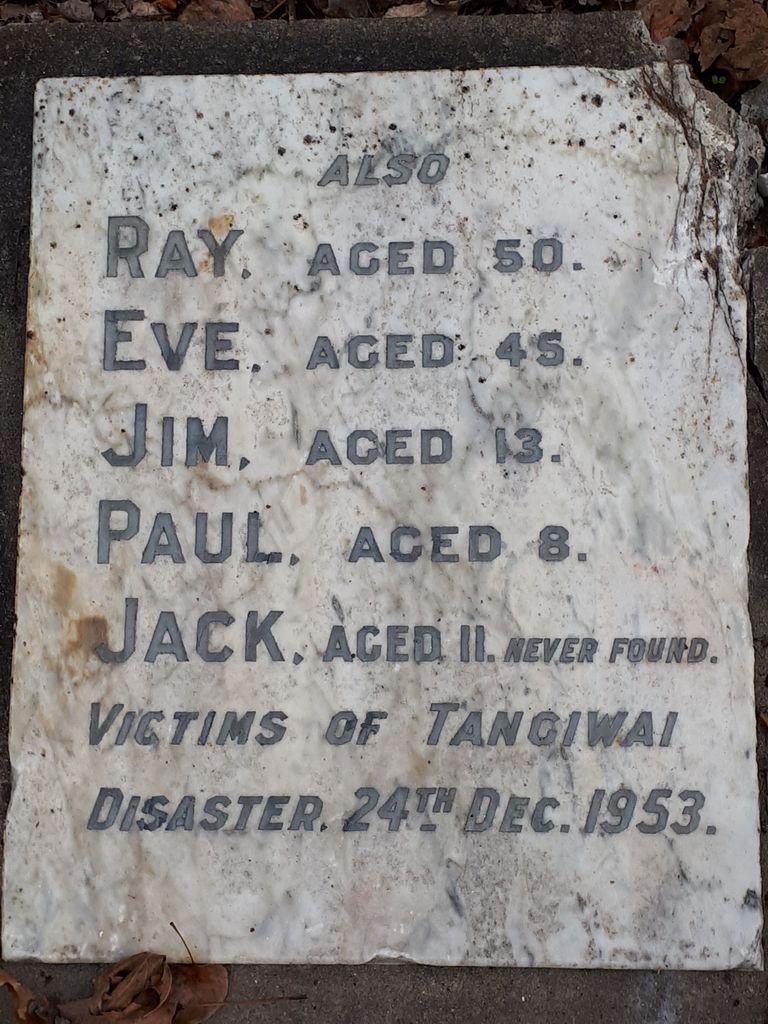 ALSO
RAY, AGED 50.
EVE, AGED 45.
JIM, AGED 13.
PAUL, AGED 8.
JACK, AGED 11. NEVER FOUND.
VICTIMS OF TANGIWAI
DISASTER, 24TH DEC. 1953.